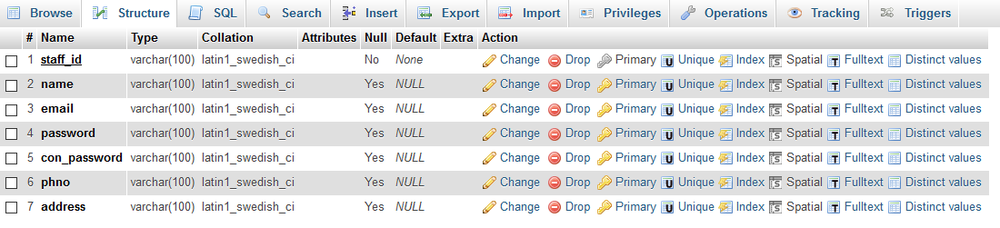 Browse Structure SQL Search Insert Export Import Privileges Operations Tracking Triggers
# Name Type Collation Attributes Null Default Extra Action
1 staff_id varchar(100) latin1_swedish_ci No None Change Drop Primary Unique Index Spatial Fulltext Distinct values
2 name varchar(100) latin1_swedish_ci Yes NULL Change Drop Primary Unique Index Spatial Fulltext Distinct values
3 email varchar(100) latin1_swedish_ci Yes NULL Change Drop Primary Unique Index Spatial Fulltext Distinct values
4 password varchar(100) latin1_swedish_ci Yes NULL Change Drop Primary Unique Index Spatial Fulltext Distinct values
5 con_password varchar(100) latin1_swedish_ci Yes NULL Change Drop Primary Unique Index Spatial Fulltext Distinct values
6 phno varchar(100) latin1_swedish_ci Yes NULL Change Drop Primary Unique Index Spatial Fulltext Distinct values
7 address varchar(100) latin1_swedish_ci Yes NULL Change Drop Primary Unique Index Spatial Fulltext Distinct values